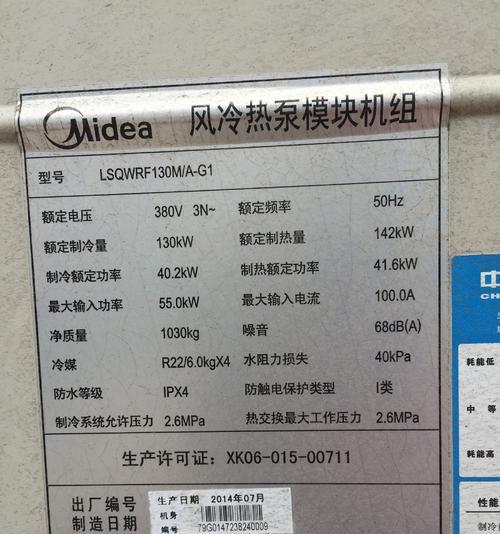 Midea 风冷热泵模块机组
型号 LSQWRF130M/A-G1
额定电压 380V 3N~ 额定频率 50Hz
额定制冷量 130kW 额定制热量 142kW
制冷额定功率 40.2kW 制热额定功率 41.6kW
最大输入功率 55.0kW 最大输入电流 100.0A
净质量 1030kg 噪音 68dB(A)
冷媒 R22/6.0kgX4 水阻力损失 40kPa
防水等级 IPX4 防触电保护类型 I类
制冷系统允许压力 2.6MPa 热交换最大工作压力 2.6MPa
生产许可证：XK06-015-00711
出厂编号
制造日期
生产日期 2014年07月
机身
编号 79G0147238240009
中
CH
耗能低
中 等
耗能高
性能
制冷